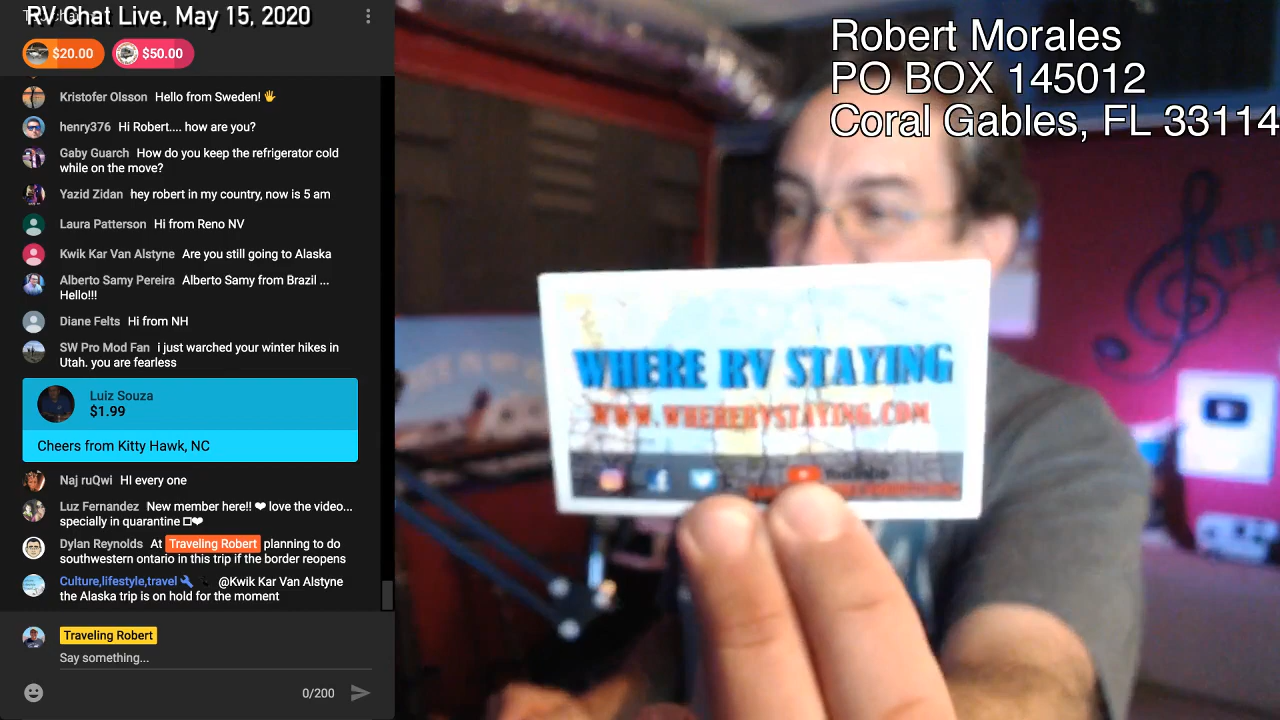 RV Chat Live, May 15, 2020
$20.00
$50.00
Kristofer Olsson Hello from Sweden! 🖐
henry376 Hi Robert.... how are you?
Gaby Guarch How do you keep the refrigerator cold
while on the move?
Yazid Zidan hey robert in my country, now is 5 am
Laura Patterson Hi from Reno NV
Kwik Kar Van Alstyne Are you still going to Alaska
Alberto Samy Pereira Alberto Samy from Brazil ...
Hello!!!
Diane Felts Hi from NH
SW Pro Mod Fan i just warched your winter hikes in
Utah. you are fearless
Luiz Souza
$1.99
Cheers from Kitty Hawk, NC
Naj ruQwi HI every one
Luz Fernandez New member here!! ❤ love the video...
specially in quarantine □❤
Dylan Reynolds At Traveling Robert planning to do
southwestern ontario in this trip if the border reopens
Culture,lifestyle,travel @Kwik Kar Van Alstyne
the Alaska trip is on hold for the moment
Traveling Robert
Say something...
0/200
Robert Morales
PO BOX 145012
Coral Gables, FL 33114
WHERE RV STAYING
WWW.WHERERVSTAYING.COM
YouTube